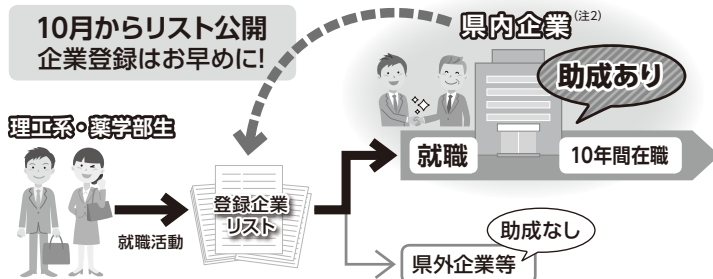 10月からリスト公開
企業登録はお早めに!
県内企業(注2)
助成あり
理工系・薬学部生
就職
10年間在職
登録企業
リスト
就職活動
助成なし
県外企業等